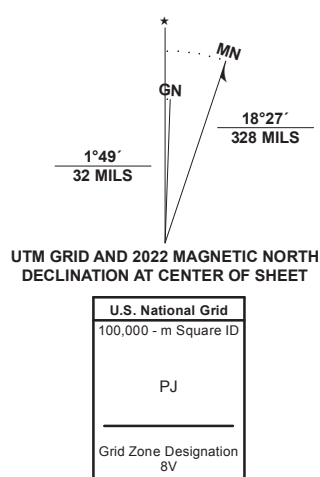 ★
MN
GN
18°27´
328 MILS
1°49´
32 MILS
UTM GRID AND 2022 MAGNETIC NORTH
DECLINATION AT CENTER OF SHEET
U.S. National Grid
100,000 - m Square ID
PJ
Grid Zone Designation
8V